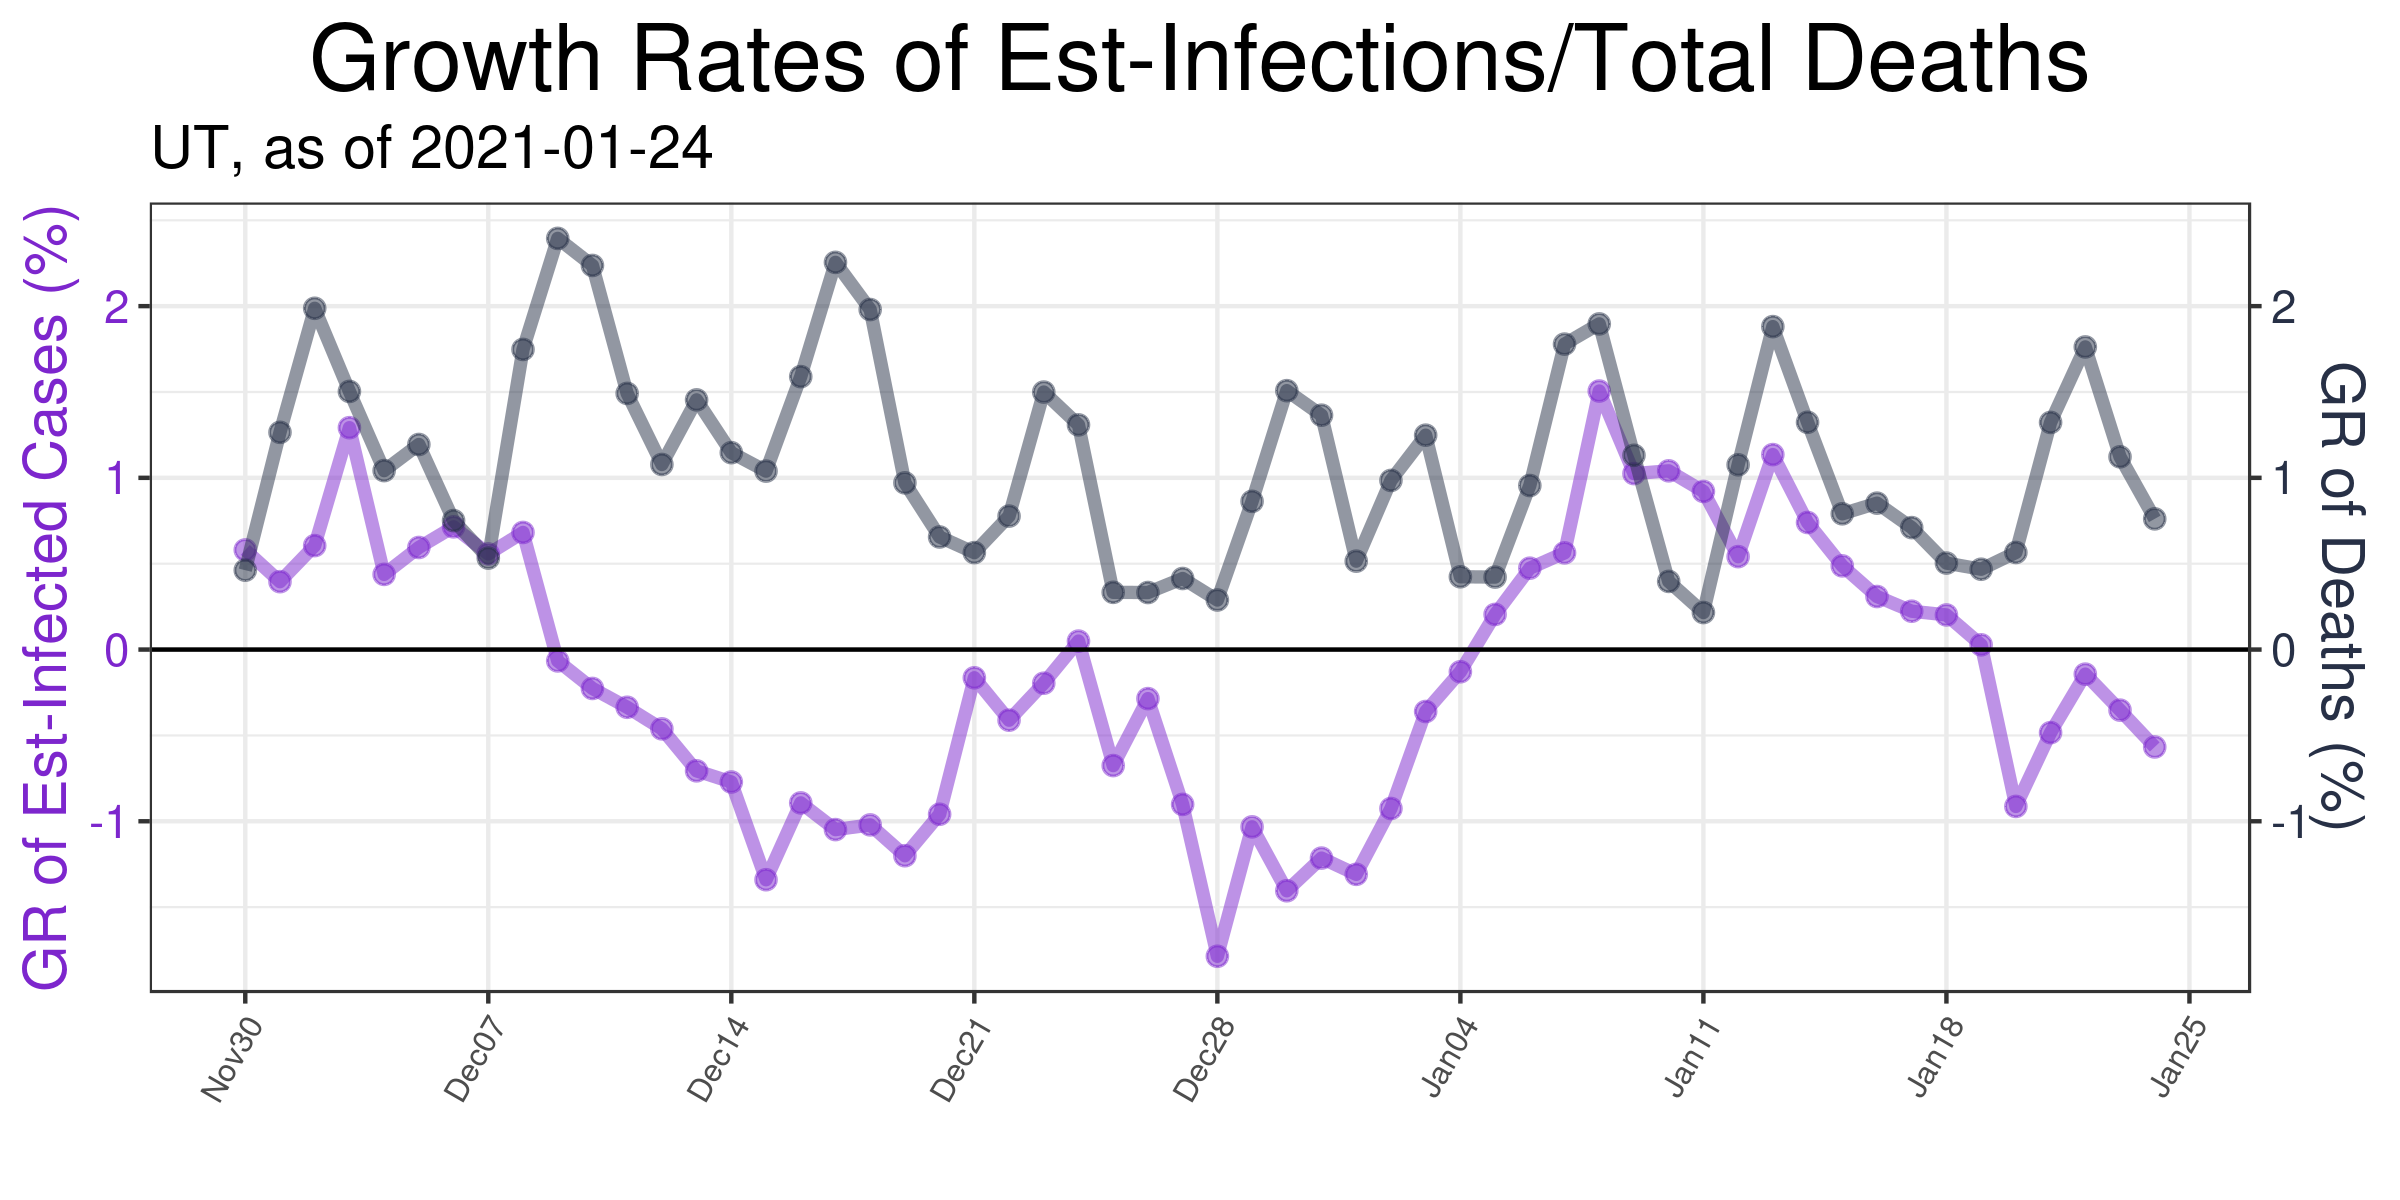 Growth Rates of Est-Infections/Total Deaths
UT, as of 2021-01-24
GR of Est-Infected Cases (%)
2
1
0
-1
2
1
0
-1
GR of Deaths (%)
Nov30
Dec07
Dec14
Dec21
Dec28
Jan04
Jan11
Jan18
Jan25